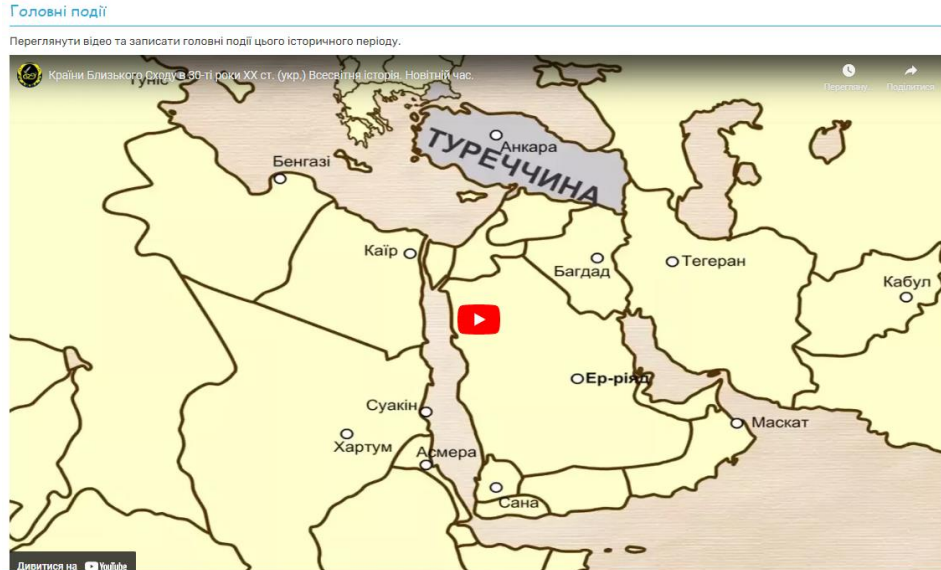 Головні події
Переглянути відео та записати головні події цього історичного періоду.
Країни Близького Сходу в 30-ті роки ХХ ст. (укр.) Всесвітня історія. Новітній час.
Переглян.
Поділитися
Туніс
ТУРЕЧЧИНА
Анкара
Бенгазі
Каїр
Багдад
Тегеран
Кабул
Ер-ріяд
Суакін
Маскат
Хартум
Асмера
Сана
Дивитися на YouTube